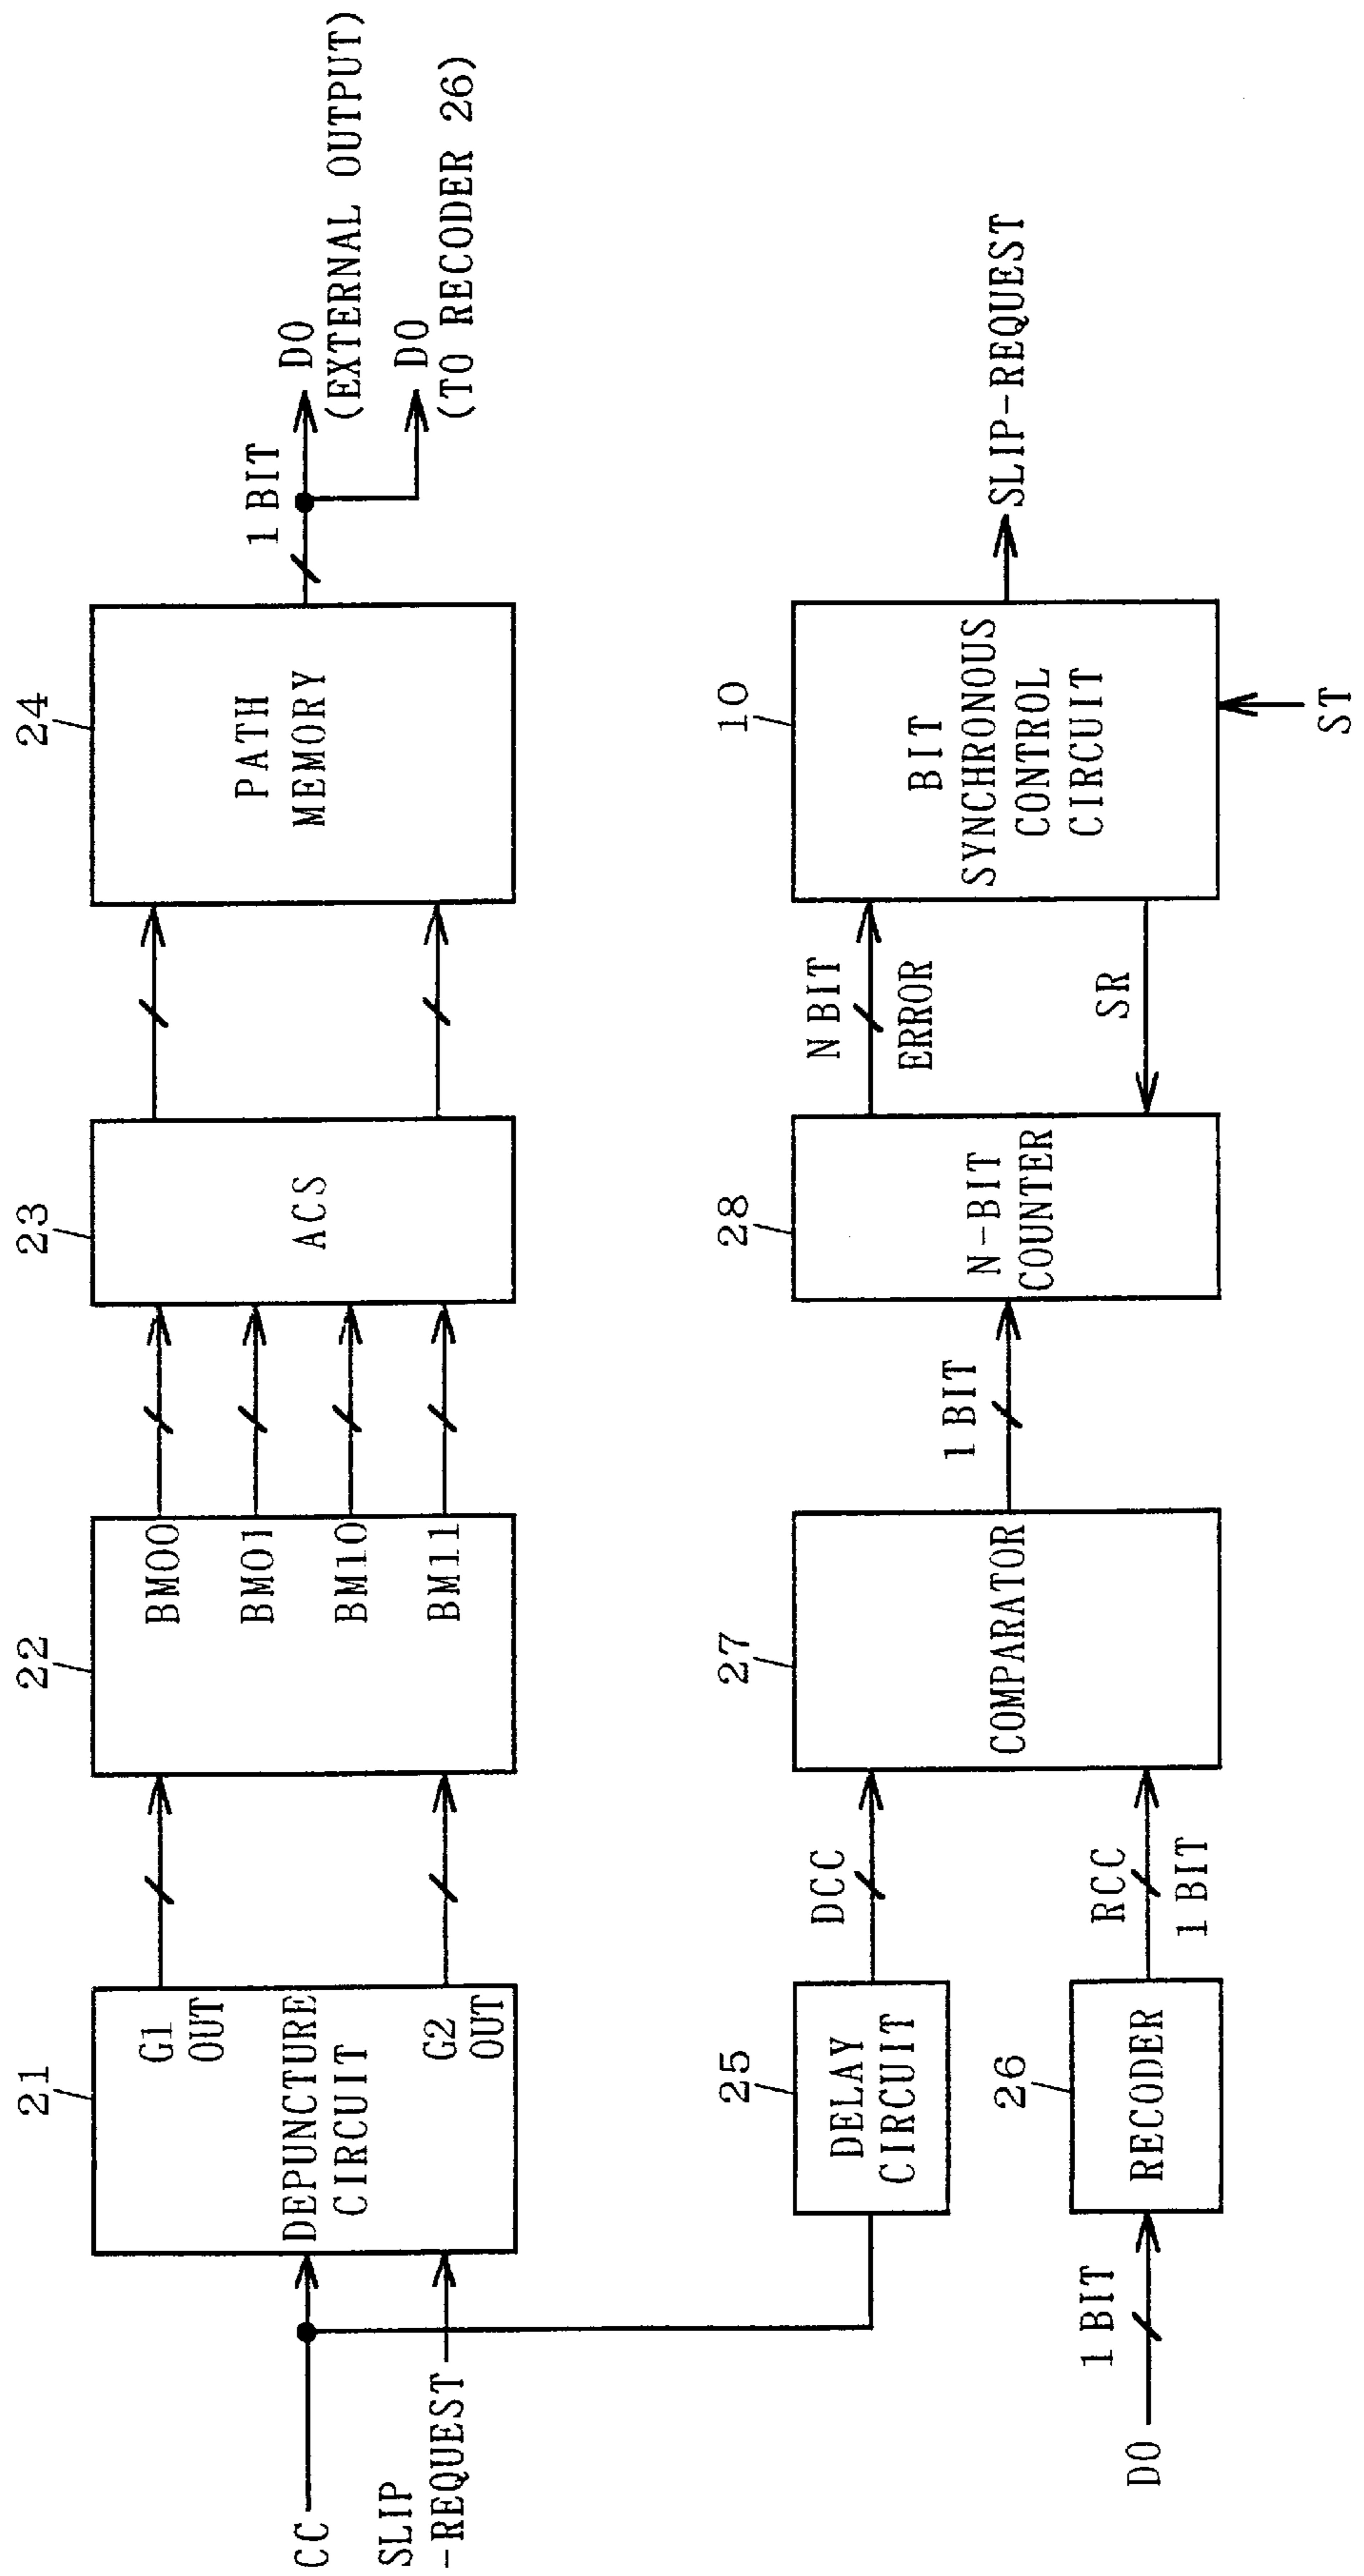 21
22
23
24
CC
SLIP
-REQUEST
G1
OUT
DEPUNCTURE
CIRCUIT
G2
OUT
BM00
BM01
BM10
BM11
ACS
PATH
MEMORY
1 BIT
DO
(EXTERNAL OUTPUT)
DO
(TO RECODER 26)
25
DELAY
CIRCUIT
26
RECODER
DO
1 BIT
DCC
RCC
1 BIT
27
COMPARATOR
1 BIT
28
N-BIT
COUNTER
N BIT
ERROR
SR
10
BIT
SYNCHRONOUS
CONTROL
CIRCUIT
SLIP-REQUEST
ST